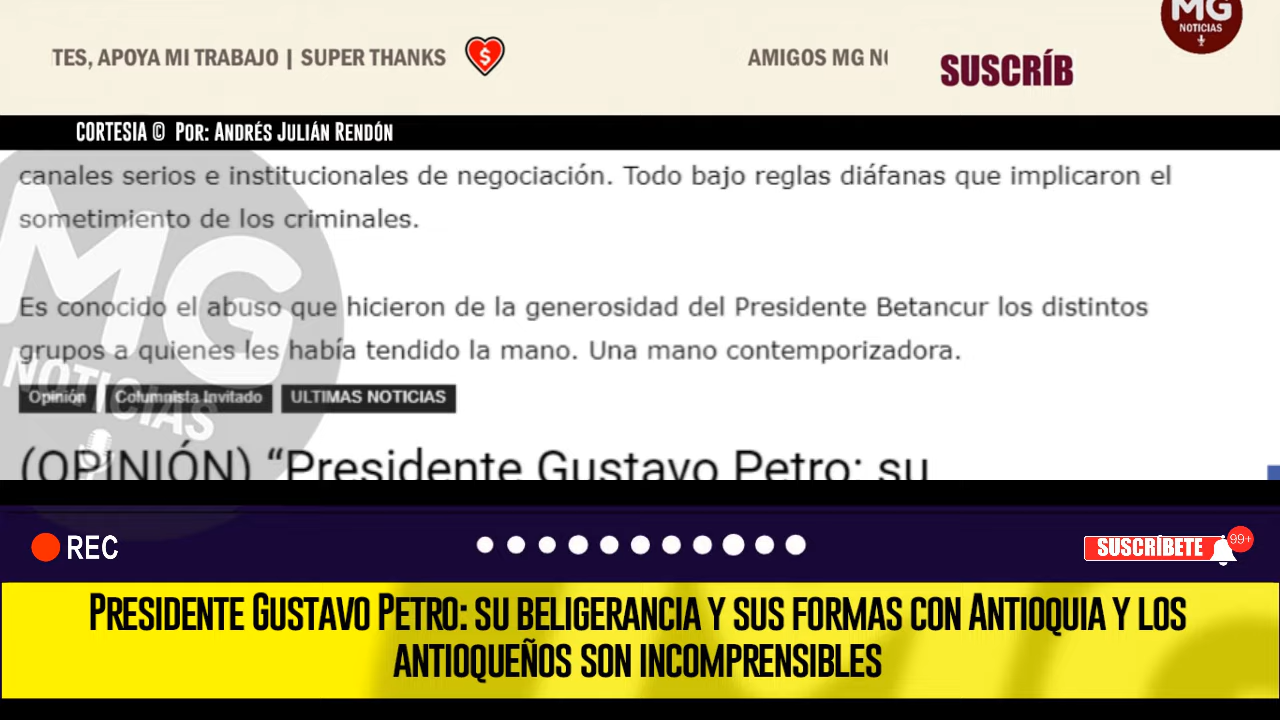 TES, APOYA MI TRABAJO | SUPER THANKS
$
AMIGOS MG
SUSCRÍB
MG
NOTICIAS
CORTESIA © Por: Andrés Julián Rendón
canales serios e institucionales de negociación. Todo bajo reglas diáfanas que implicaron el
sometimiento de los criminales.
Es conocido el abuso que hicieron de la generosidad del Presidente Betancur los distintos
grupos a quienes les había tendido la mano. Una mano contemporizadora.
MG
NOTICIAS
Opinión Columnista Invitado ULTIMAS NOTICIAS
(OPINIÓN) “Presidente Gustavo Petro: su
REC
SUSCRÍBETE
99+
Presidente Gustavo Petro: su beligerancia y sus formas con Antioquia y los
antioqueños son incomprensibles